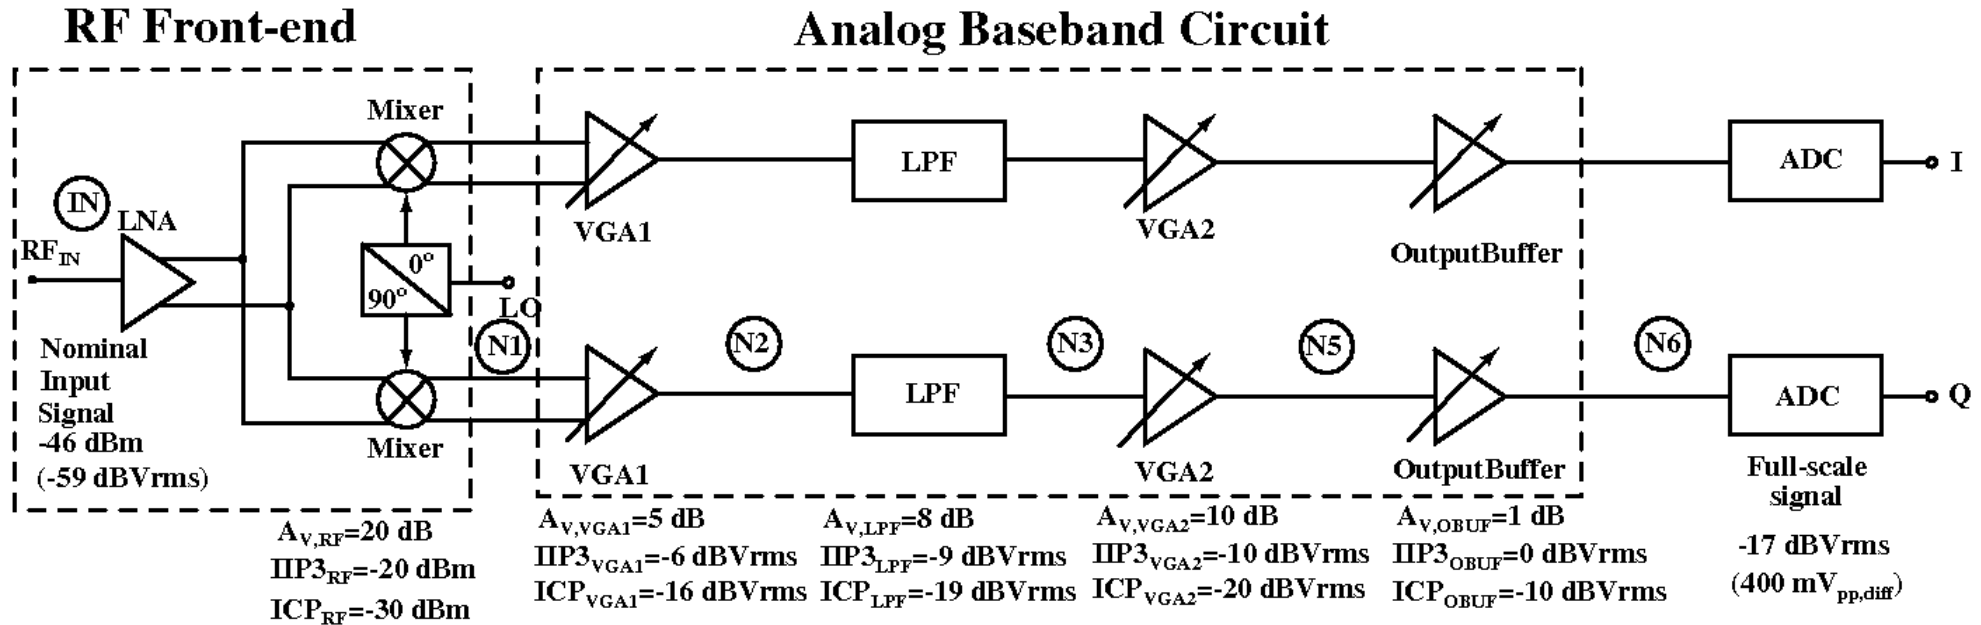 RF Front-end
Analog Baseband Circuit
Mixer
IN
LNA
RF_IN
VGA1
LPF
VGA2
OutputBuffer
ADC
I
0°
90°
LO
N1
N2
N3
N5
N6
Nominal
Input
Signal
-46 dBm
(-59 dBVrms)
Mixer
VGA1
LPF
VGA2
OutputBuffer
ADC
Q
Full-scale
signal
-17 dBVrms
(400 mV_pp,diff)
A_V,RF=20 dB
IIP3_RF=-20 dBm
ICP_RF=-30 dBm
A_V,VGA1=5 dB
IIP3_VGA1=-6 dBVrms
ICP_VGA1=-16 dBVrms
A_V,LPF=8 dB
IIP3_LPF=-9 dBVrms
ICP_LPF=-19 dBVrms
A_V,VGA2=10 dB
IIP3_VGA2=-10 dBVrms
ICP_VGA2=-20 dBVrms
A_V,OBUF=1 dB
IIP3_OBUF=0 dBVrms
ICP_OBUF=-10 dBVrms